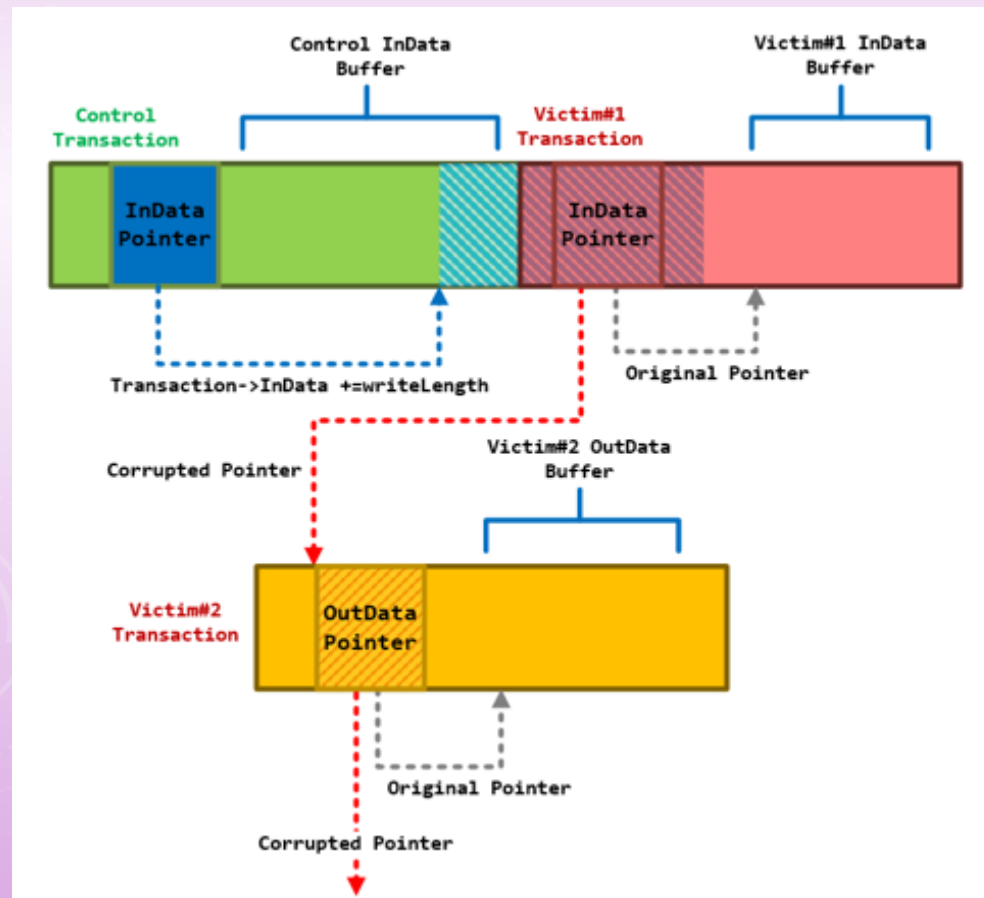 Control InData
Buffer
Victim#1 InData
Buffer
Control
Transaction
Victim#1
Transaction
InData
Pointer
InData
Pointer
Transaction->InData +=writeLength
Original Pointer
Victim#2 OutData
Buffer
Corrupted Pointer
Victim#2
Transaction
OutData
Pointer
Original Pointer
Corrupted Pointer